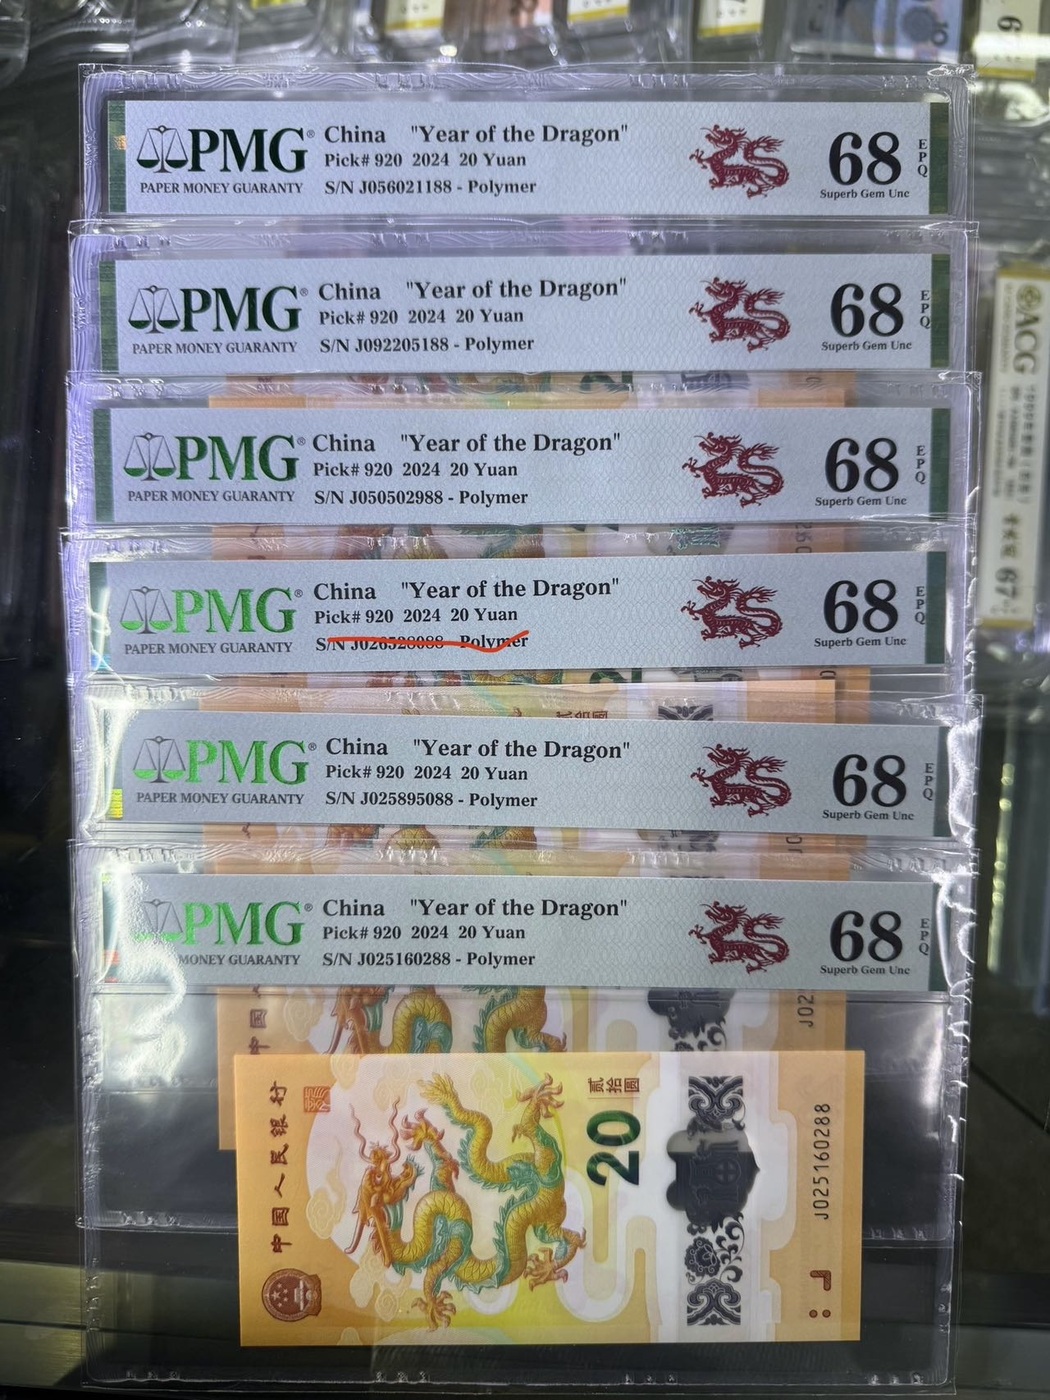 PMG®
PAPER MONEY GUARANTY
China "Year of the Dragon"
Pick# 920 2024 20 Yuan
S/N J056021188 - Polymer
68
EPQ
Superb Gem Unc
PMG®
PAPER MONEY GUARANTY
China "Year of the Dragon"
Pick# 920 2024 20 Yuan
S/N J092205188 - Polymer
68
EPQ
Superb Gem Unc
PMG®
PAPER MONEY GUARANTY
China "Year of the Dragon"
Pick# 920 2024 20 Yuan
S/N J050502988 - Polymer
68
EPQ
Superb Gem Unc
PMG®
PAPER MONEY GUARANTY
China "Year of the Dragon"
Pick# 920 2024 20 Yuan
S/N J026528088 - Polymer
68
EPQ
Superb Gem Unc
PMG®
PAPER MONEY GUARANTY
China "Year of the Dragon"
Pick# 920 2024 20 Yuan
S/N J025895088 - Polymer
68
EPQ
Superb Gem Unc
PMG®
MONEY GUARANTY
China "Year of the Dragon"
Pick# 920 2024 20 Yuan
S/N J025160288 - Polymer
68
EPQ
Superb Gem Unc
中国人民银行
贰拾圆
20
J025160288
ACG
67